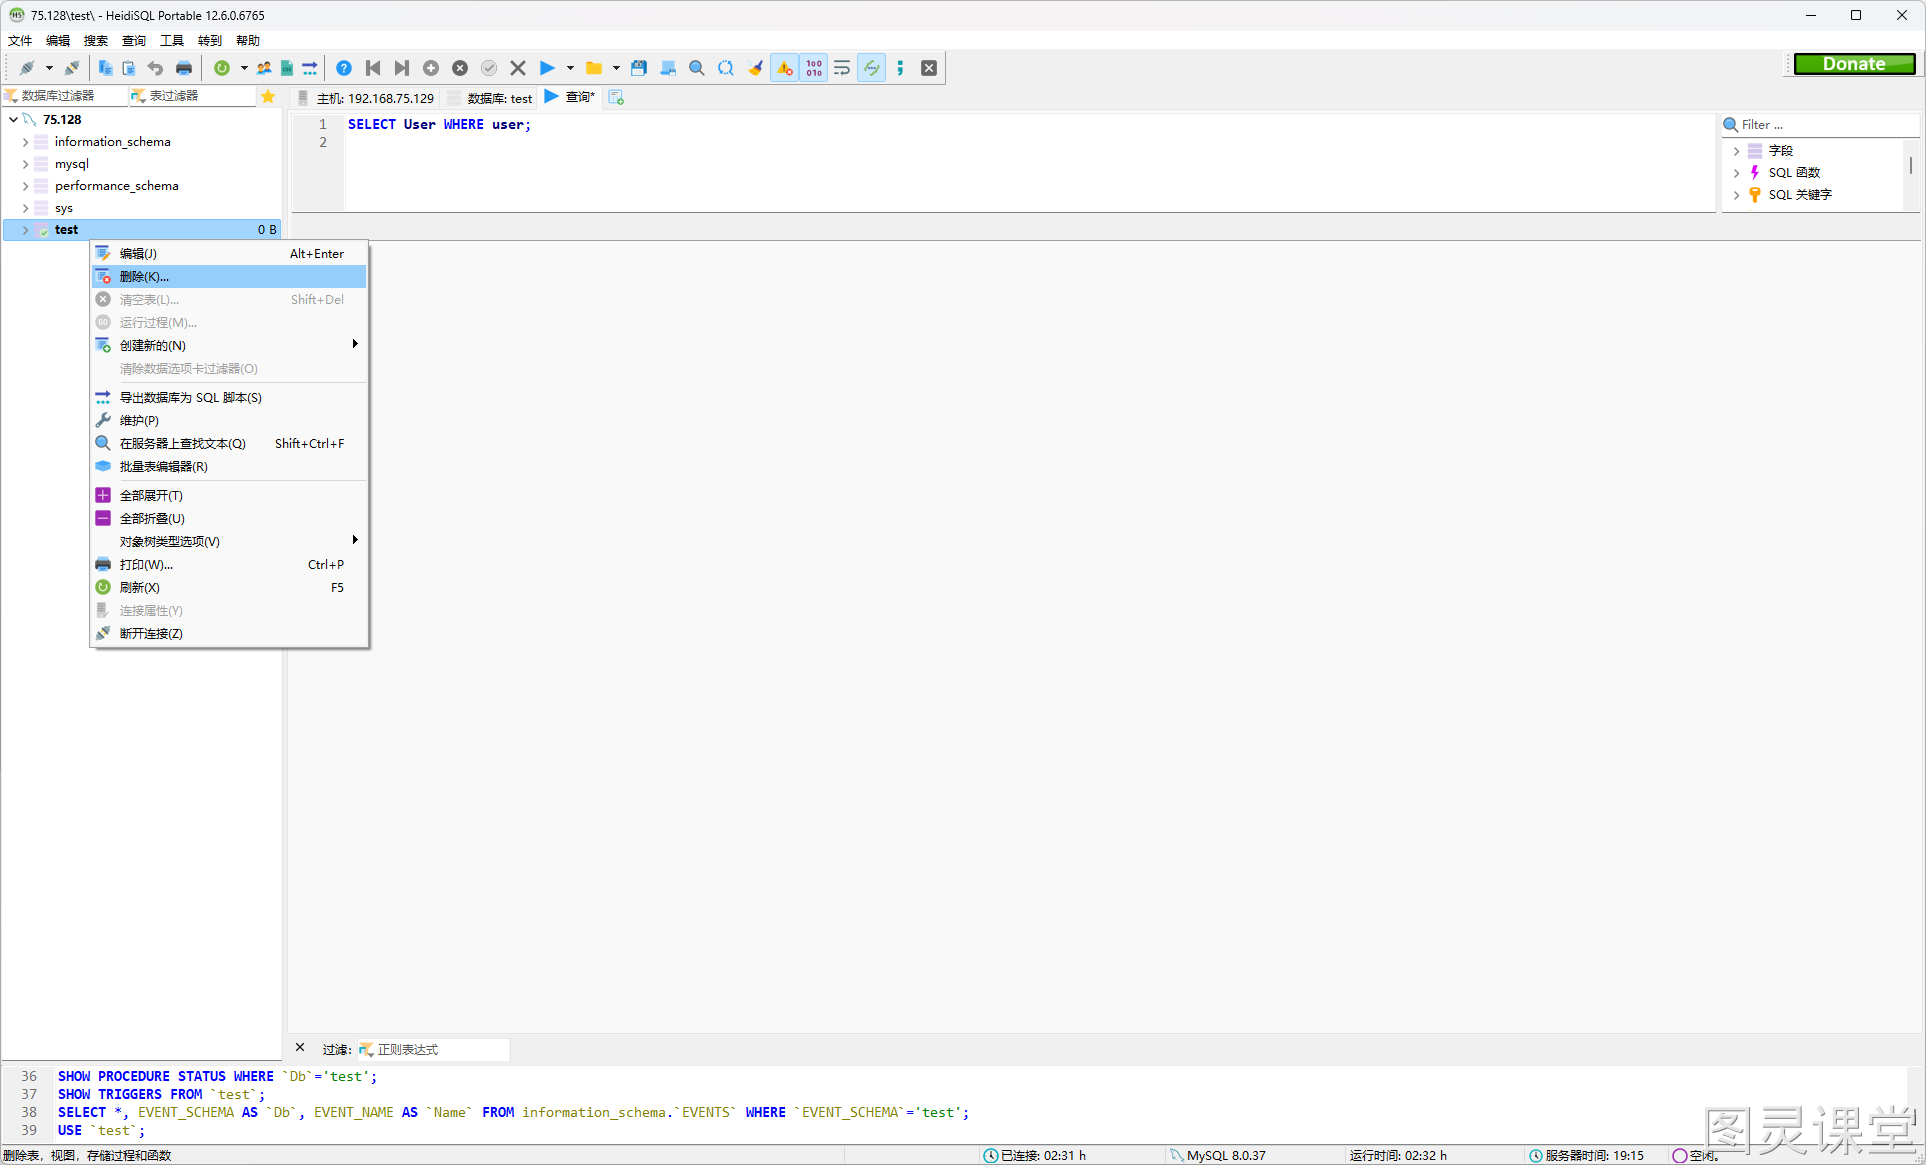 75.128\test\ - HeidiSQL Portable 12.6.0.6765
文件 编辑 搜索 查询 工具 转到 帮助
Donate
数据库过滤器 表过滤器 主机: 192.168.75.129 数据库: test 查询*
75.128
information_schema
mysql
performance_schema
sys
test 0 B
1 SELECT User WHERE user;
2
Filter ...
字段
SQL 函数
SQL 关键字
编辑(J) Alt+Enter
删除(K)...
清空表(L)... Shift+Del
运行过程(M)...
创建新的(N)
清除数据选项卡过滤器(O)
导出数据库为 SQL 脚本(S)
维护(P)
在服务器上查找文本(Q) Shift+Ctrl+F
批量表编辑器(R)
全部展开(T)
全部折叠(U)
对象树类型选项(V)
打印(W)... Ctrl+P
刷新(X) F5
连接属性(Y)
断开连接(Z)
过滤: 正则表达式
36 SHOW PROCEDURE STATUS WHERE `Db`='test';
37 SHOW TRIGGERS FROM `test`;
38 SELECT *, EVENT_SCHEMA AS `Db`, EVENT_NAME AS `Name` FROM information_schema.`EVENTS` WHERE `EVENT_SCHEMA`='test';
39 USE `test`;
图灵课堂
删除表，视图，存储过程和函数 已连接: 02:31 h MySQL 8.0.37 运行时间: 02:32 h 服务器时间: 19:15 空闲。